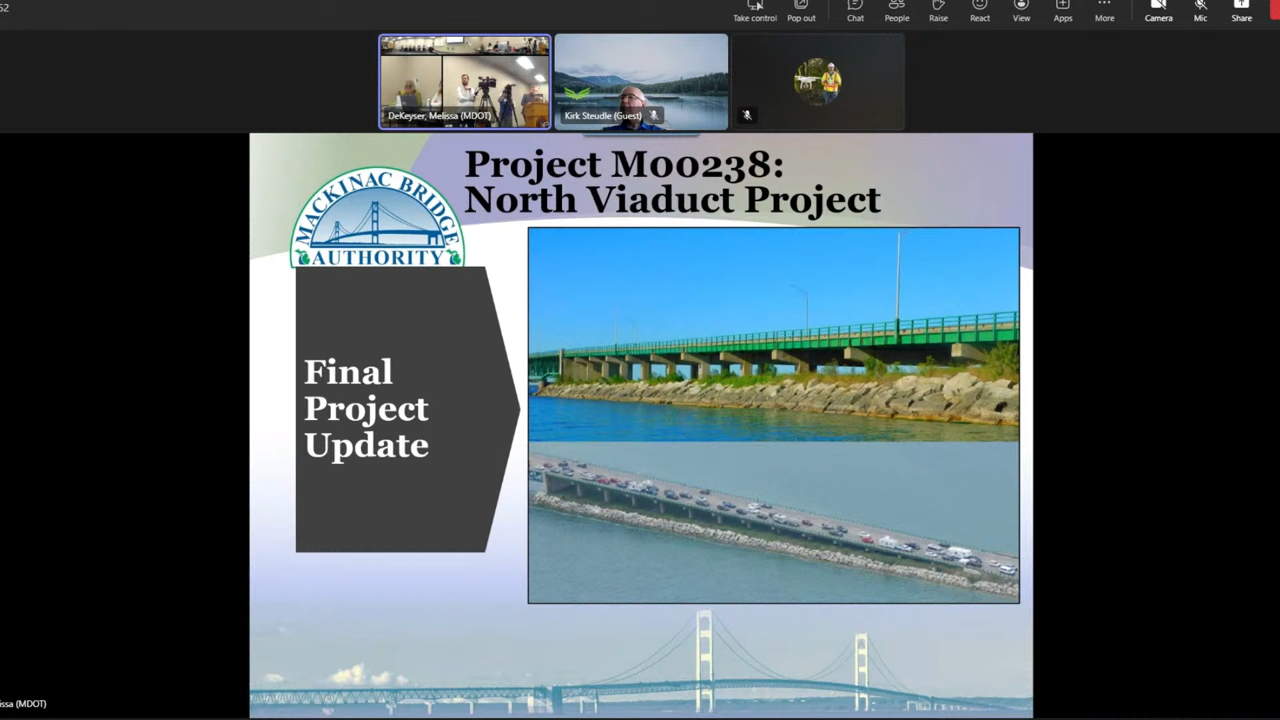 52
Take control
Pop out
Chat
People
Raise
React
View
Apps
More
Camera
Mic
Share
DeKeyser, Melissa (MDOT)
Kirk Steudle (Guest)
Project M00238:
North Viaduct Project
MACKINAC BRIDGE
AUTHORITY
Final
Project
Update
issa (MDOT)